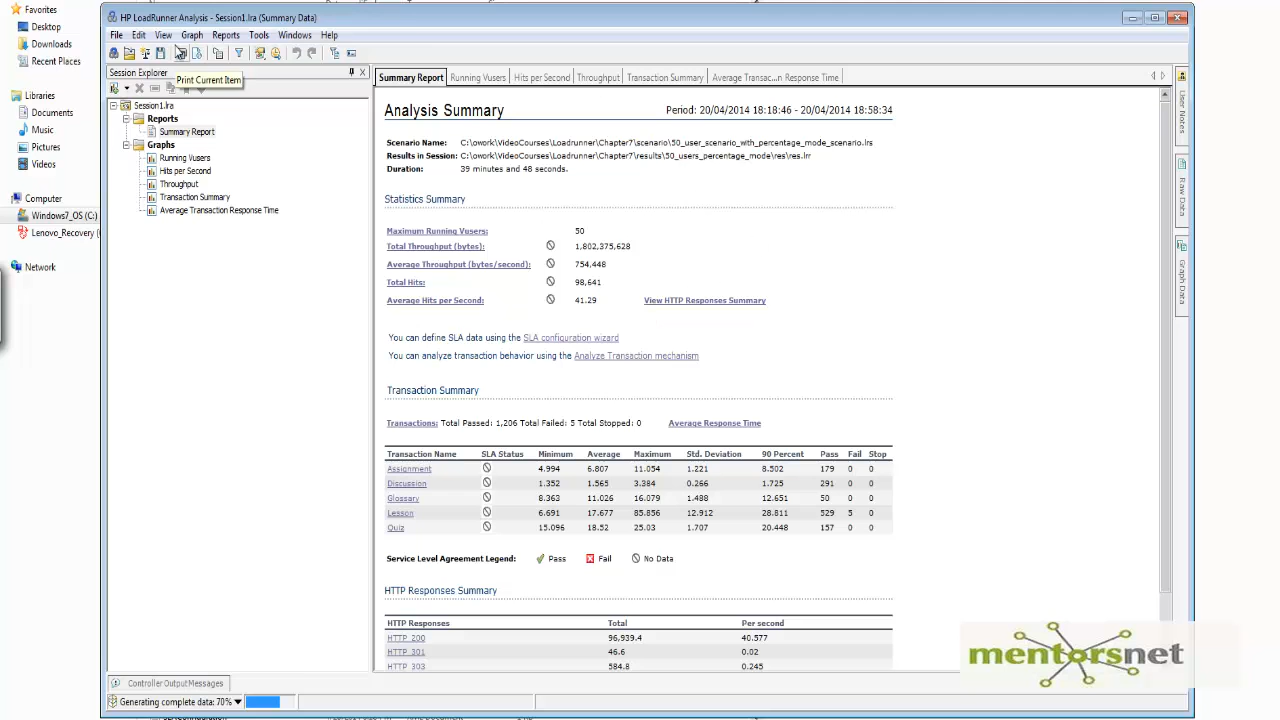 Favorites
Desktop
Downloads
Recent Places
Libraries
Documents
Music
Pictures
Videos
Computer
Windows7_OS (C:)
Lenovo_Recovery (
Network
HP LoadRunner Analysis - Session1.lra (Summary Data)
File Edit View Graph Reports Tools Windows Help
Session Explorer
Print Current Item
Session1.lra
Reports
Summary Report
Graphs
Running Vusers
Hits per Second
Throughput
Transaction Summary
Average Transaction Response Time
Summary Report Running Vusers Hits per Second Throughput Transaction Summary Average Transac...n Response Time
Analysis Summary Period: 20/04/2014 18:18:46 - 20/04/2014 18:58:34
Scenario Name: C:\owork\VideoCourses\Loadrunner\Chapter7\scenario\50_user_scenario_with_percentage_mode_scenario.lrs
Results in Session: C:\owork\VideoCourses\Loadrunner\Chapter7\results\50_users_percentage_mode\res\res.lrr
Duration: 39 minutes and 48 seconds.
Statistics Summary
Maximum Running Vusers: 50
Total Throughput (bytes): 1,802,375,628
Average Throughput (bytes/second): 754,448
Total Hits: 98,641
Average Hits per Second: 41.29 View HTTP Responses Summary
You can define SLA data using the SLA configuration wizard
You can analyze transaction behavior using the Analyze Transaction mechanism
Transaction Summary
Transactions: Total Passed: 1,206 Total Failed: 5 Total Stopped: 0 Average Response Time
Transaction Name SLA Status Minimum Average Maximum Std. Deviation 90 Percent Pass Fail Stop
Assignment 4.994 6.807 11.054 1.221 8.502 179 0 0
Discussion 1.352 1.565 3.384 0.266 1.725 291 0 0
Glossary 8.363 11.026 16.079 1.488 12.651 50 0 0
Lesson 6.691 17.677 85.856 12.912 28.811 529 5 0
Quiz 15.096 18.52 25.03 1.707 20.448 157 0 0
Service Level Agreement Legend: Pass Fail No Data
HTTP Responses Summary
HTTP Responses Total Per second
HTTP_200 96,939.4 40.577
HTTP_301 46.6 0.02
HTTP_303 584.8 0.245
User Notes
Raw Data
Graph Data
Controller Output Messages
Generating complete data: 70%
mentorsnet